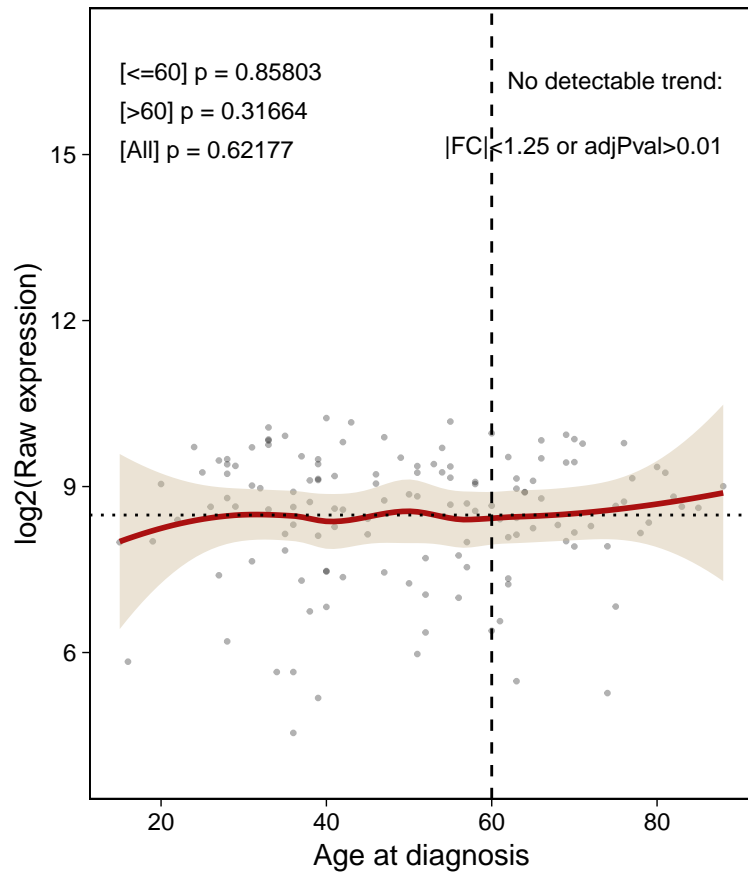 [<=60] p = 0.85803
[>60] p = 0.31664
[All] p = 0.62177
No detectable trend:
|FC|<1.25 or adjPval>0.01
log2(Raw expression)
15
12
9
6
20
40
60
80
Age at diagnosis